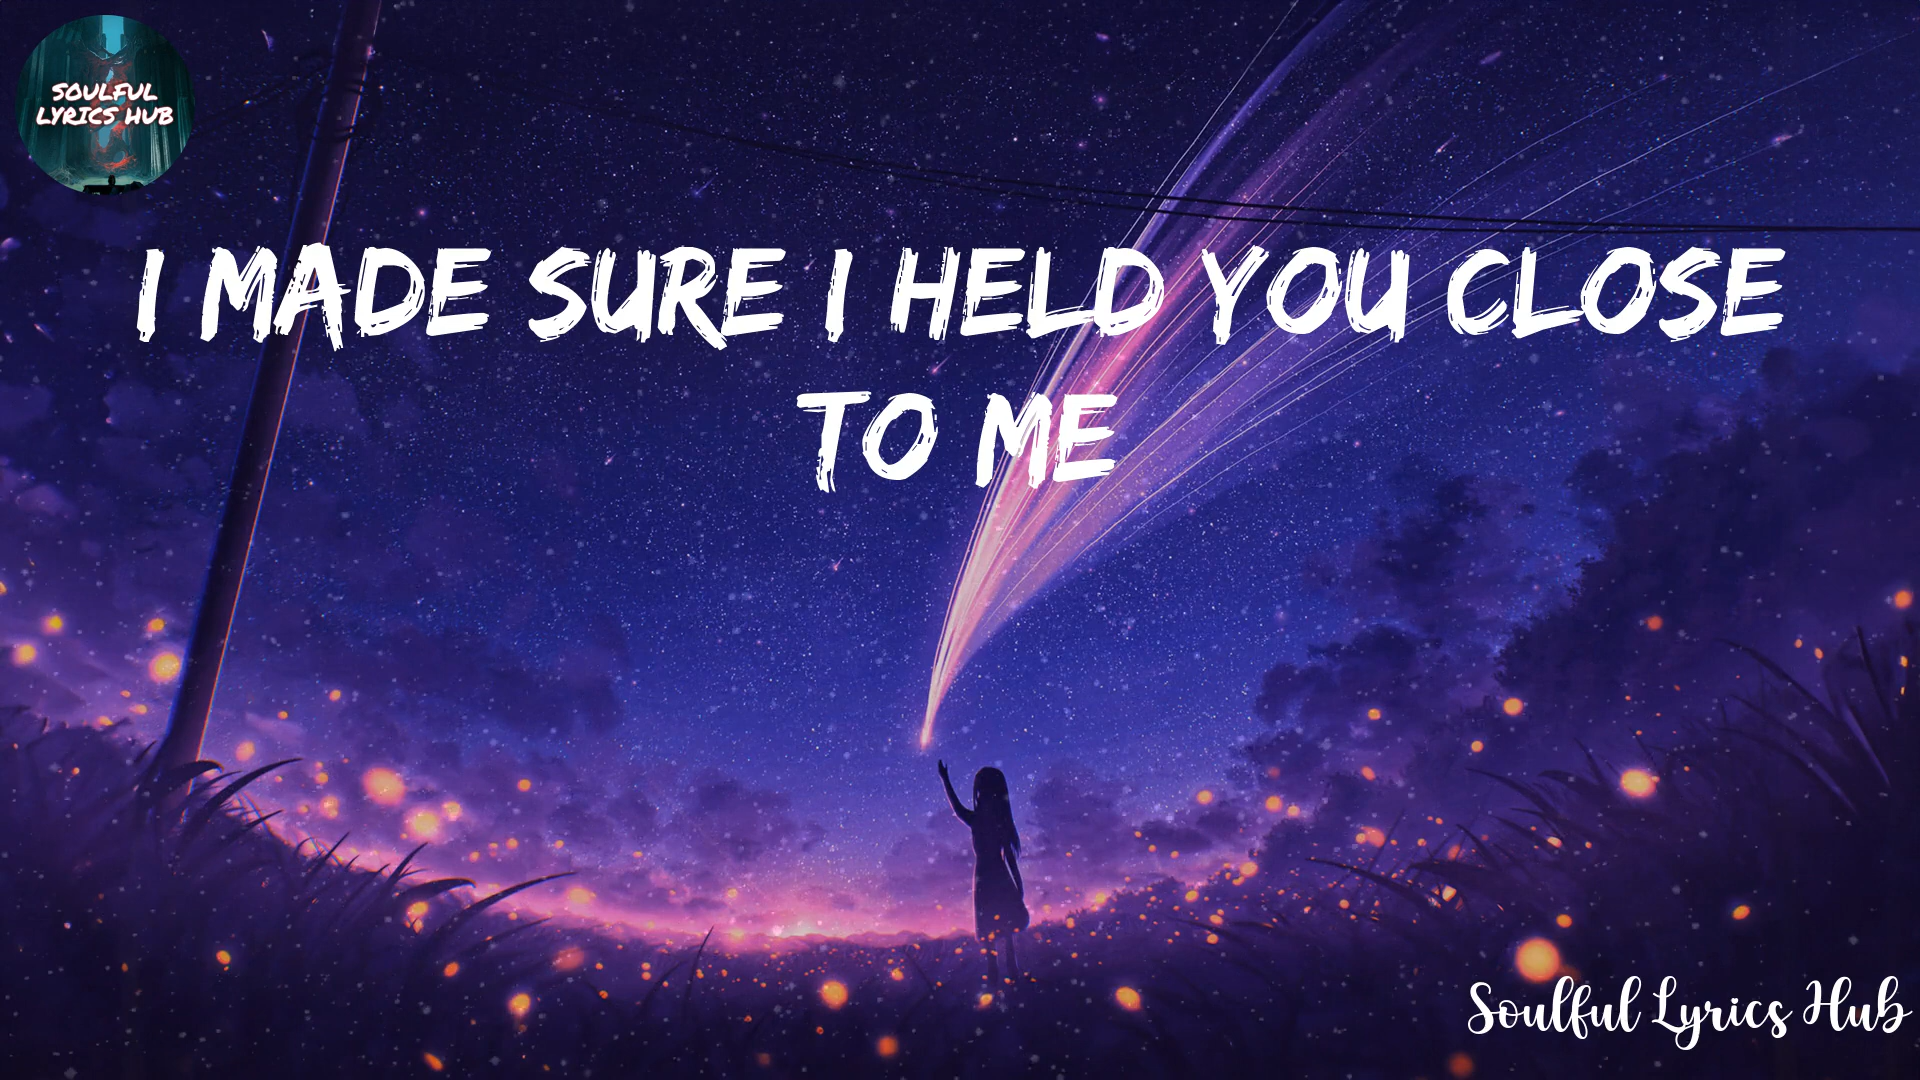 SOULFUL
LYRICS HUB
I MADE SURE I HELD YOU CLOSE
TO ME
Soulful Lyrics Hub